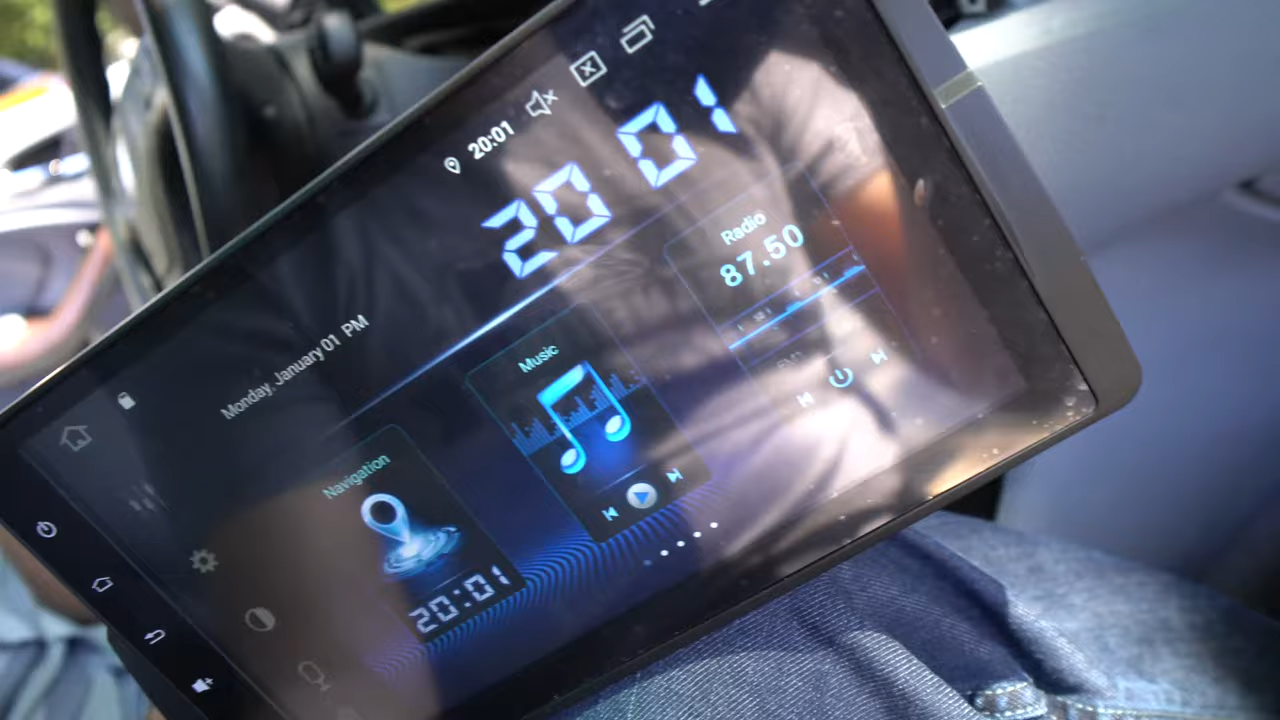 20:01
20 01
Monday, January 01 PM
Radio
87.50
Music
Navigation
20:01